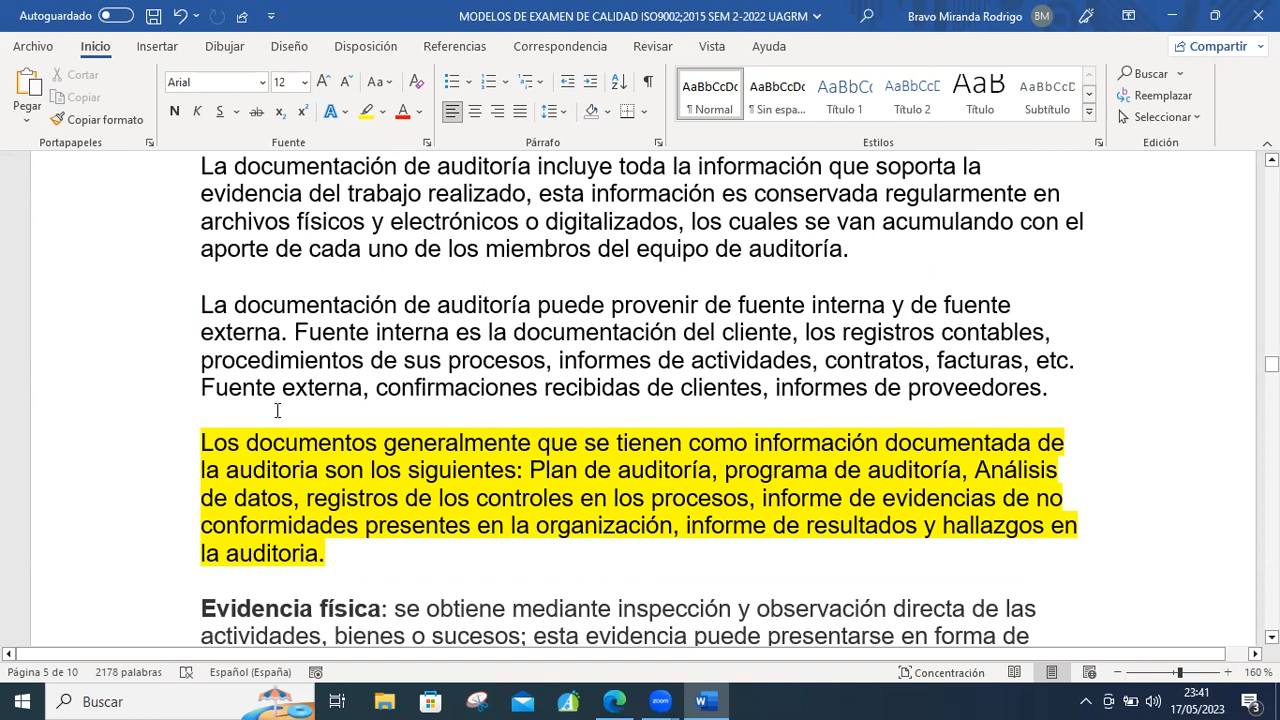 Autoguardado
MODELOS DE EXAMEN DE CALIDAD ISO9002;2015 SEM 2-2022 UAGRM
Bravo Miranda Rodrigo
BM
Archivo Inicio Insertar Dibujar Diseño Disposición Referencias Correspondencia Revisar Vista Ayuda
Compartir
Pegar
Cortar
Copiar
Copiar formato
Portapapeles
Arial 12
N K S ab x₂ x²
Fuente
Párrafo
AaBbCcDc AaBbCcDc AaBbCcD AaBbCcD AaB AaBbCcD
¶ Normal ¶ Sin espa... Título 1 Título 2 Título Subtítulo
Estilos
Buscar
Reemplazar
Seleccionar
Edición
La documentación de auditoría incluye toda la información que soporta la
evidencia del trabajo realizado, esta información es conservada regularmente en
archivos físicos y electrónicos o digitalizados, los cuales se van acumulando con el
aporte de cada uno de los miembros del equipo de auditoría.
La documentación de auditoría puede provenir de fuente interna y de fuente
externa. Fuente interna es la documentación del cliente, los registros contables,
procedimientos de sus procesos, informes de actividades, contratos, facturas, etc.
Fuente externa, confirmaciones recibidas de clientes, informes de proveedores.
Los documentos generalmente que se tienen como información documentada de
la auditoria son los siguientes: Plan de auditoría, programa de auditoría, Análisis
de datos, registros de los controles en los procesos, informe de evidencias de no
conformidades presentes en la organización, informe de resultados y hallazgos en
la auditoria.
Evidencia física: se obtiene mediante inspección y observación directa de las
actividades, bienes o sucesos; esta evidencia puede presentarse en forma de
Página 5 de 10 2178 palabras Español (España) Concentración 160 %
Buscar
zoom
23:41
17/05/2023
3